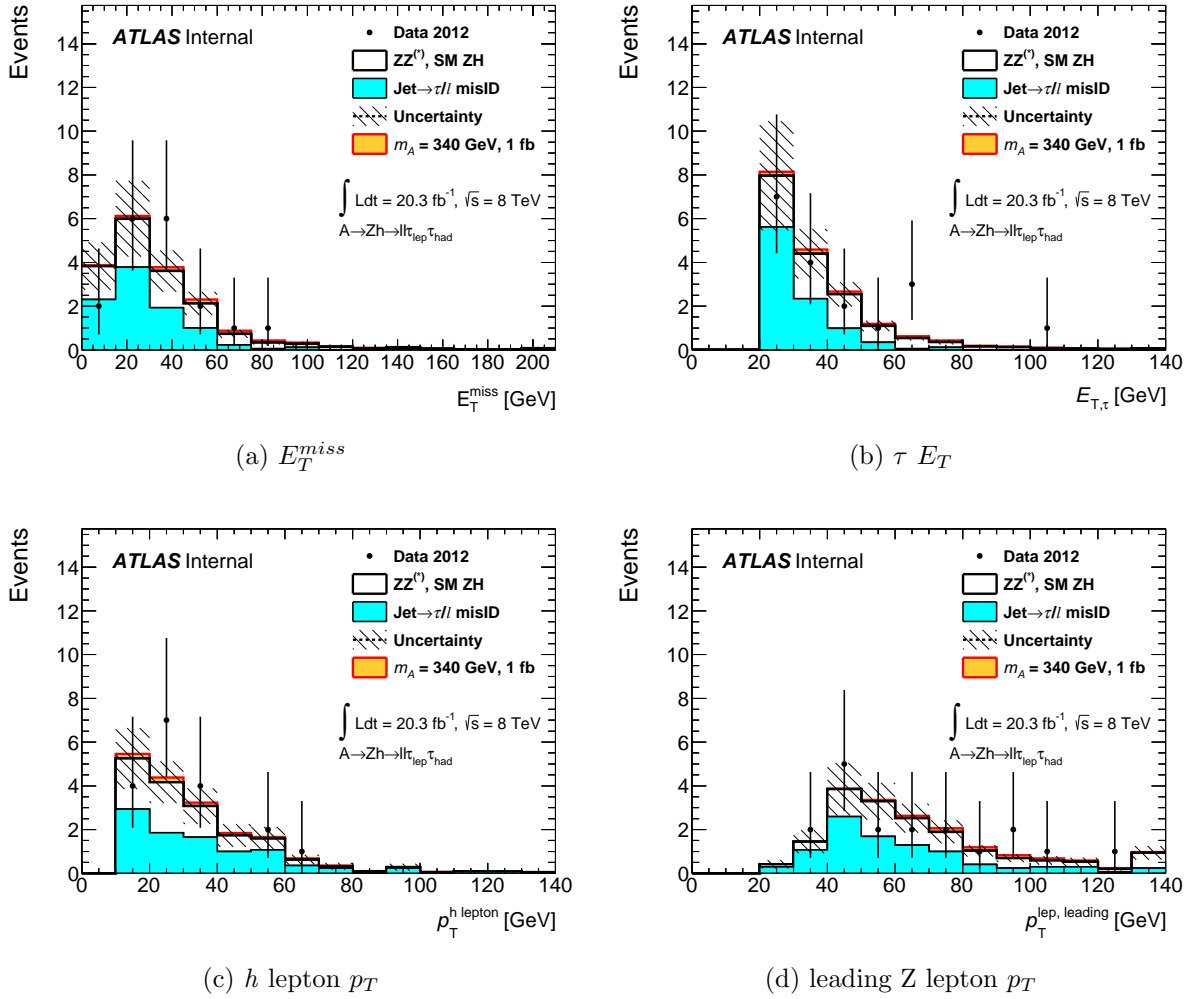 Events
14
12
10
8
6
4
2
0
ATLAS Internal
Data 2012
ZZ(*), SM ZH
Jet→τ/l misID
Uncertainty
mA = 340 GeV, 1 fb
∫ Ldt = 20.3 fb-1, √s = 8 TeV
A→Zh→llτlepτhad
0 20 40 60 80 100 120 140 160 180 200
ETmiss [GeV]
(a) ETmiss
Events
14
12
10
8
6
4
2
0
ATLAS Internal
Data 2012
ZZ(*), SM ZH
Jet→τ/l misID
Uncertainty
mA = 340 GeV, 1 fb
∫ Ldt = 20.3 fb-1, √s = 8 TeV
A→Zh→llτlepτhad
0 20 40 60 80 100 120 140
ET,τ [GeV]
(b) τ ET
Events
14
12
10
8
6
4
2
0
ATLAS Internal
Data 2012
ZZ(*), SM ZH
Jet→τ/l misID
Uncertainty
mA = 340 GeV, 1 fb
∫ Ldt = 20.3 fb-1, √s = 8 TeV
A→Zh→llτlepτhad
0 20 40 60 80 100 120 140
pTh lepton [GeV]
(c) h lepton pT
Events
14
12
10
8
6
4
2
0
ATLAS Internal
Data 2012
ZZ(*), SM ZH
Jet→τ/l misID
Uncertainty
mA = 340 GeV, 1 fb
∫ Ldt = 20.3 fb-1, √s = 8 TeV
A→Zh→llτlepτhad
0 20 40 60 80 100 120 140
pTlep, leading [GeV]
(d) leading Z lepton pT